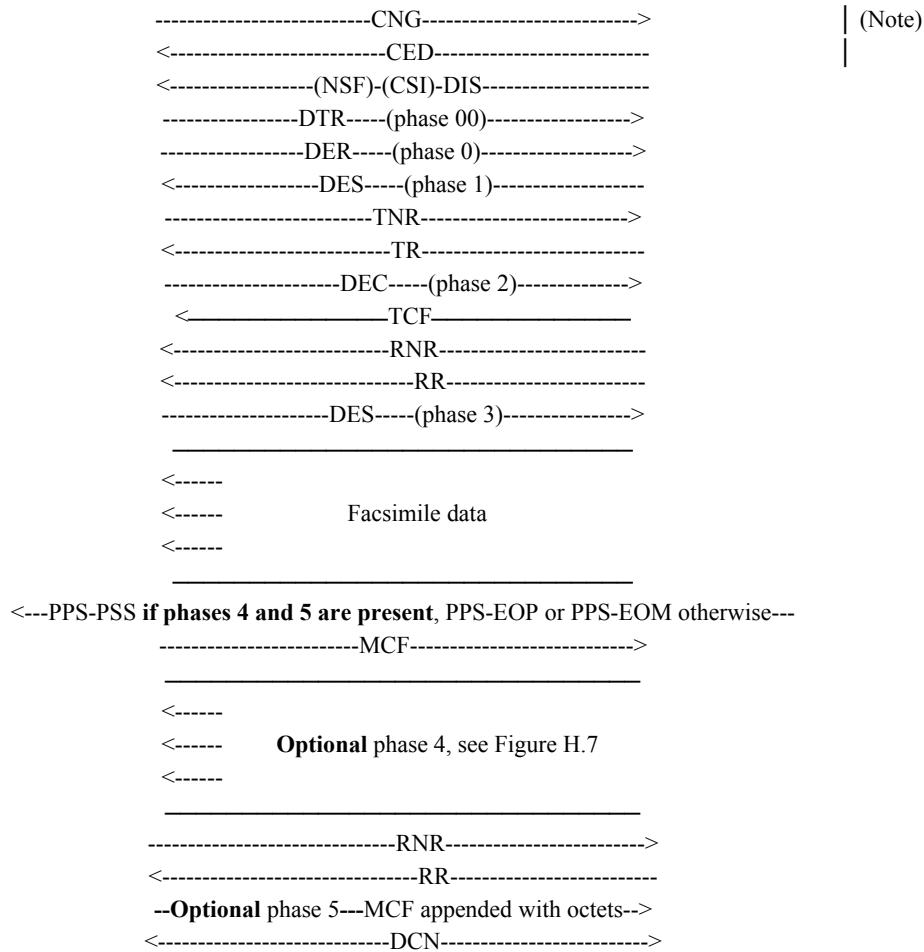 ---------------------------CNG---------------------------> | (Note)
<---------------------------CED--------------------------- |
<------------------(NSF)-(CSI)-DIS---------------------
-----------------DTR-----(phase 00)------------------>
------------------DER-----(phase 0)------------------->
<------------------DES-----(phase 1)-------------------
--------------------------TNR-------------------------->
<---------------------------TR----------------------------
----------------------DEC-----(phase 2)-------------->
<——————————TCF——————————
<---------------------------RNR--------------------------
<------------------------------RR-------------------------
---------------------DES-----(phase 3)---------------->
<------
<------ Facsimile data
<------
<---PPS-PSS if phases 4 and 5 are present, PPS-EOP or PPS-EOM otherwise---
-------------------------MCF---------------------------->
<------
<------ Optional phase 4, see Figure H.7
<------
-------------------------------RNR------------------------->
<--------------------------------RR--------------------------
--Optional phase 5---MCF appended with octets-->
<-----------------------------DCN-------------------------->